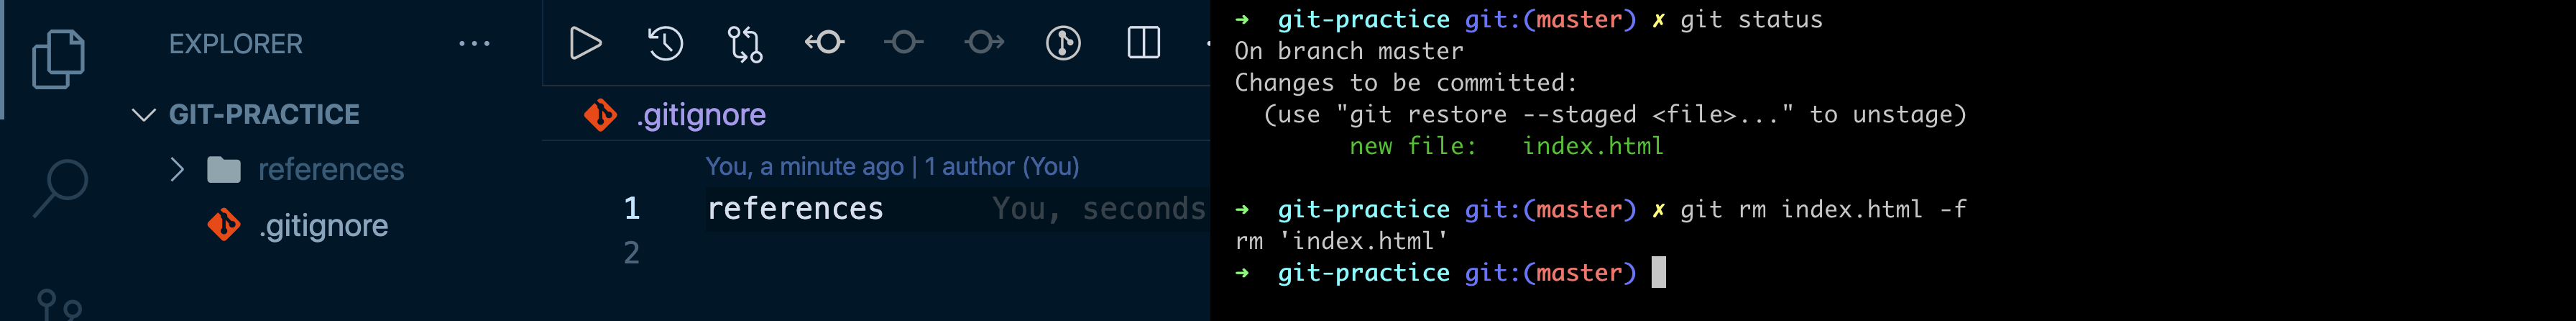 EXPLORER
GIT-PRACTICE
references
.gitignore
.gitignore
You, a minute ago | 1 author (You)
1 references You, seconds
2
➜ git-practice git:(master) ✗ git status
On branch master
Changes to be committed:
(use "git restore --staged <file>..." to unstage)
new file: index.html
➜ git-practice git:(master) ✗ git rm index.html -f
rm 'index.html'
➜ git-practice git:(master)